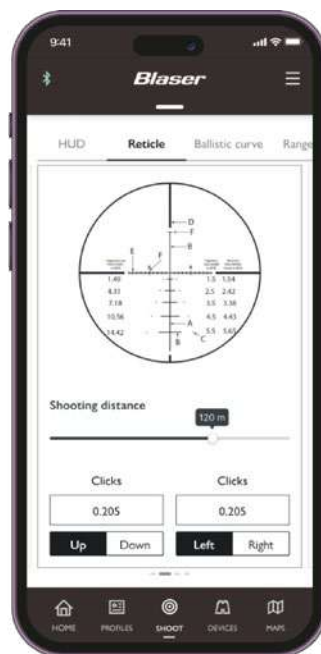 9:41
Blaser
HUD Reticle Ballistic curve Range
D
F
B
E F
1.40 1.5 1.54
4.31 2.5 2.42
7.18 3.5 3.38
10.56 4.5 4.43
14.42 A 5.5 5.65
B C
Shooting distance
120 m
Clicks Clicks
0.205 0.205
Up Down Left Right
HOME PROFILES SHOOT DEVICES MAPS